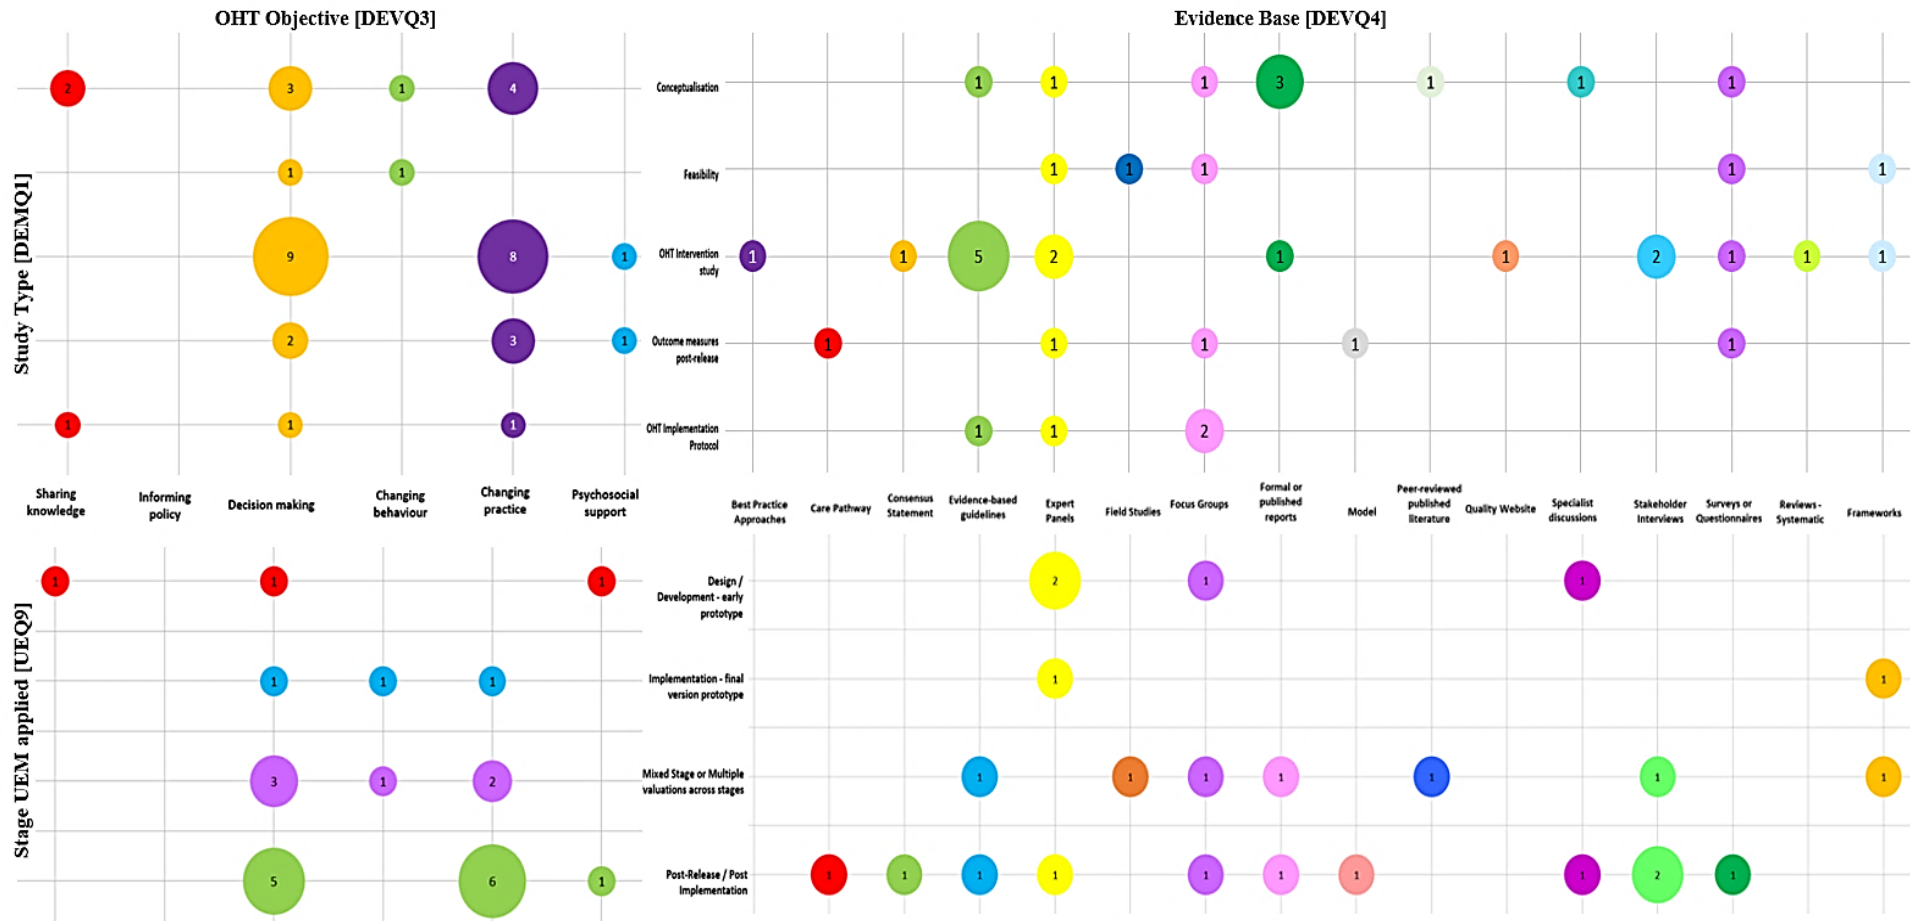 OHT Objective [DEVQ3]
Evidence Base [DEVQ4]
Study Type [DEMQ1]
2 3 1 4
Conceptualisation
1 1 1 3 1 1 1
1 1
Feasibility
1 1 1 1 1
9 8 1
OHT Intervention
study
1 1 5 2 1 1 2 1 1 1
2 3 1
Outcome measures
post-release
1 1 1 1 1
1 1 1
OHT Implementation
Protocol
1 1 2
Sharing
knowledge
Informing
policy
Decision making
Changing
behaviour
Changing
practice
Psychosocial
support
Best Practice
Approaches
Care Pathway
Consensus
Statement
Evidence-based
guidelines
Expert
Panels
Field Studies
Focus Groups
Formal or
published
reports
Model
Peer-reviewed
published
literature
Quality Website
Specialist
discussions
Stakeholder
Interviews
Surveys or
Questionnaires
Reviews -
Systematic
Frameworks
Stage UEM applied [UEQ9]
1 1 1
Design /
Development - early
prototype
2 1 1
1 1 1
Implementation - final
version prototype
1 1
3 1 2
Mixed Stage or Multiple
valuations across stages
1 1 1 1 1 1 1
5 6 1
Post-Release / Post
Implementation
1 1 1 1 1 1 1 1 2 1